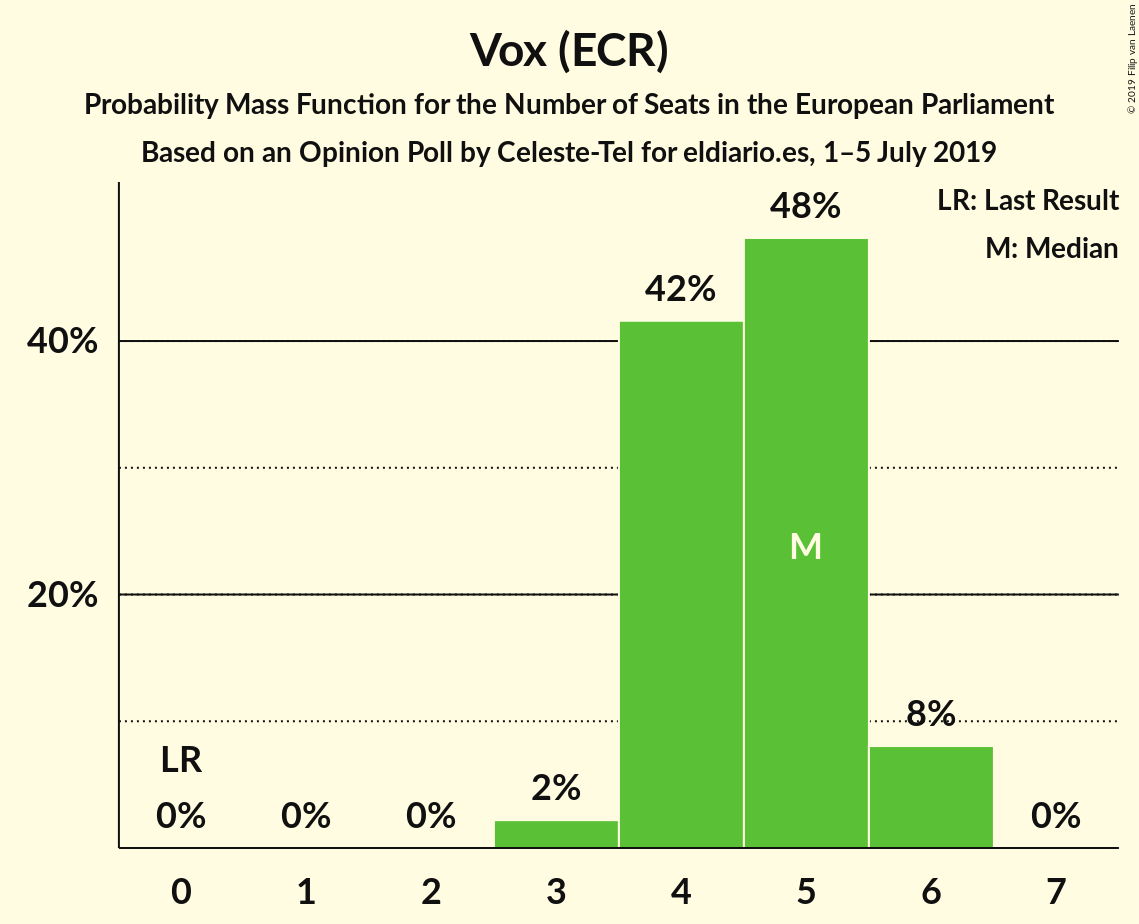 Vox (ECR)
Probability Mass Function for the Number of Seats in the European Parliament
Based on an Opinion Poll by Celeste-Tel for eldiario.es, 1–5 July 2019
© 2019 Filip van Laenen
LR: Last Result
M: Median
48%
42%
40%
M
20%
8%
LR
2%
0% 0% 0% 0%
0 1 2 3 4 5 6 7